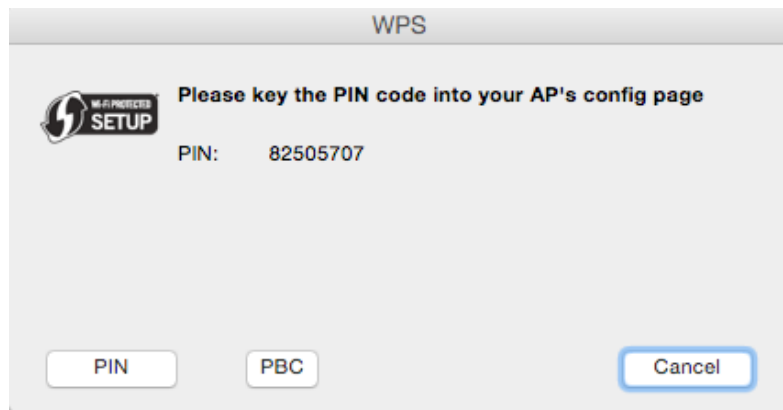 WPS
Please key the PIN code into your AP's config page
WI-FI PROTECTED
SETUP
PIN: 82505707
PIN PBC Cancel